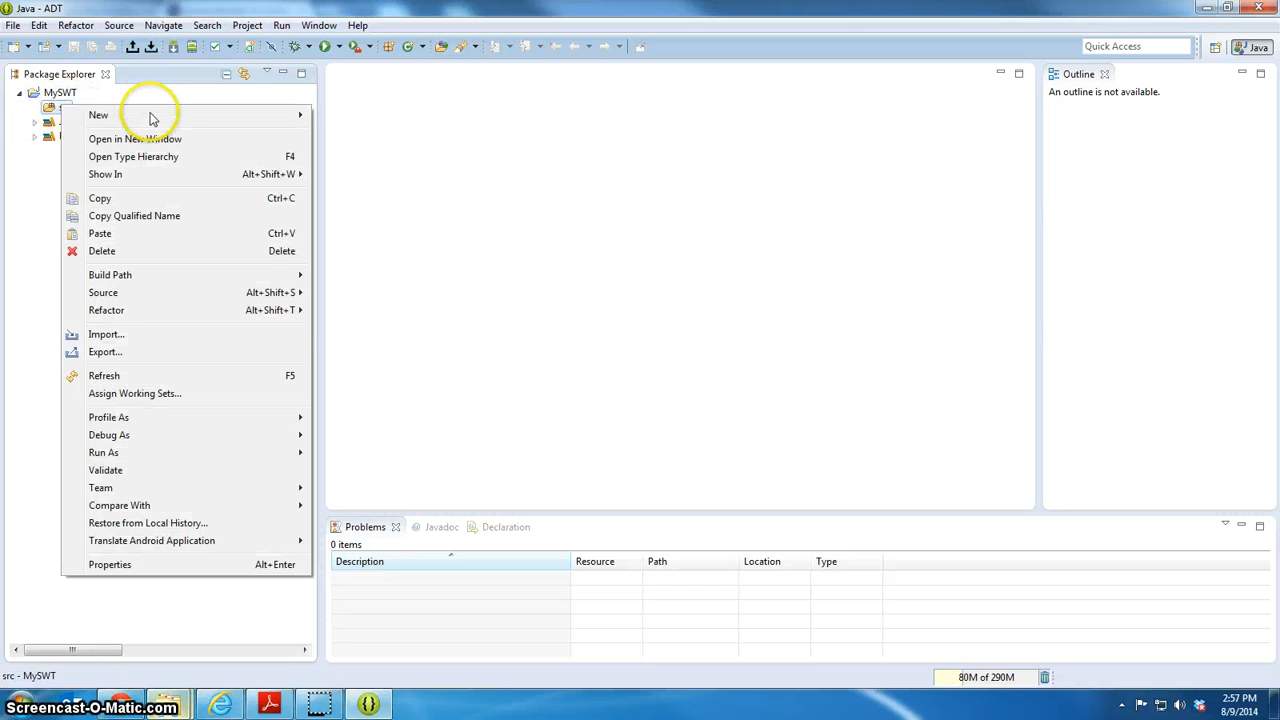 Java - ADT
File Edit Refactor Source Navigate Search Project Run Window Help
Quick Access
Java
Package Explorer
Outline
MySWT
An outline is not available.
New
Open in New Window
Open Type Hierarchy F4
Show In Alt+Shift+W
Copy Ctrl+C
Copy Qualified Name
Paste Ctrl+V
Delete Delete
Build Path
Source Alt+Shift+S
Refactor Alt+Shift+T
Import...
Export...
Refresh F5
Assign Working Sets...
Profile As
Debug As
Run As
Validate
Team
Compare With
Restore from Local History...
Translate Android Application
Properties Alt+Enter
Problems Javadoc Declaration
0 items
Description Resource Path Location Type
src - MySWT
80M of 290M
2:57 PM
8/9/2014
Screencast-O-Matic.com